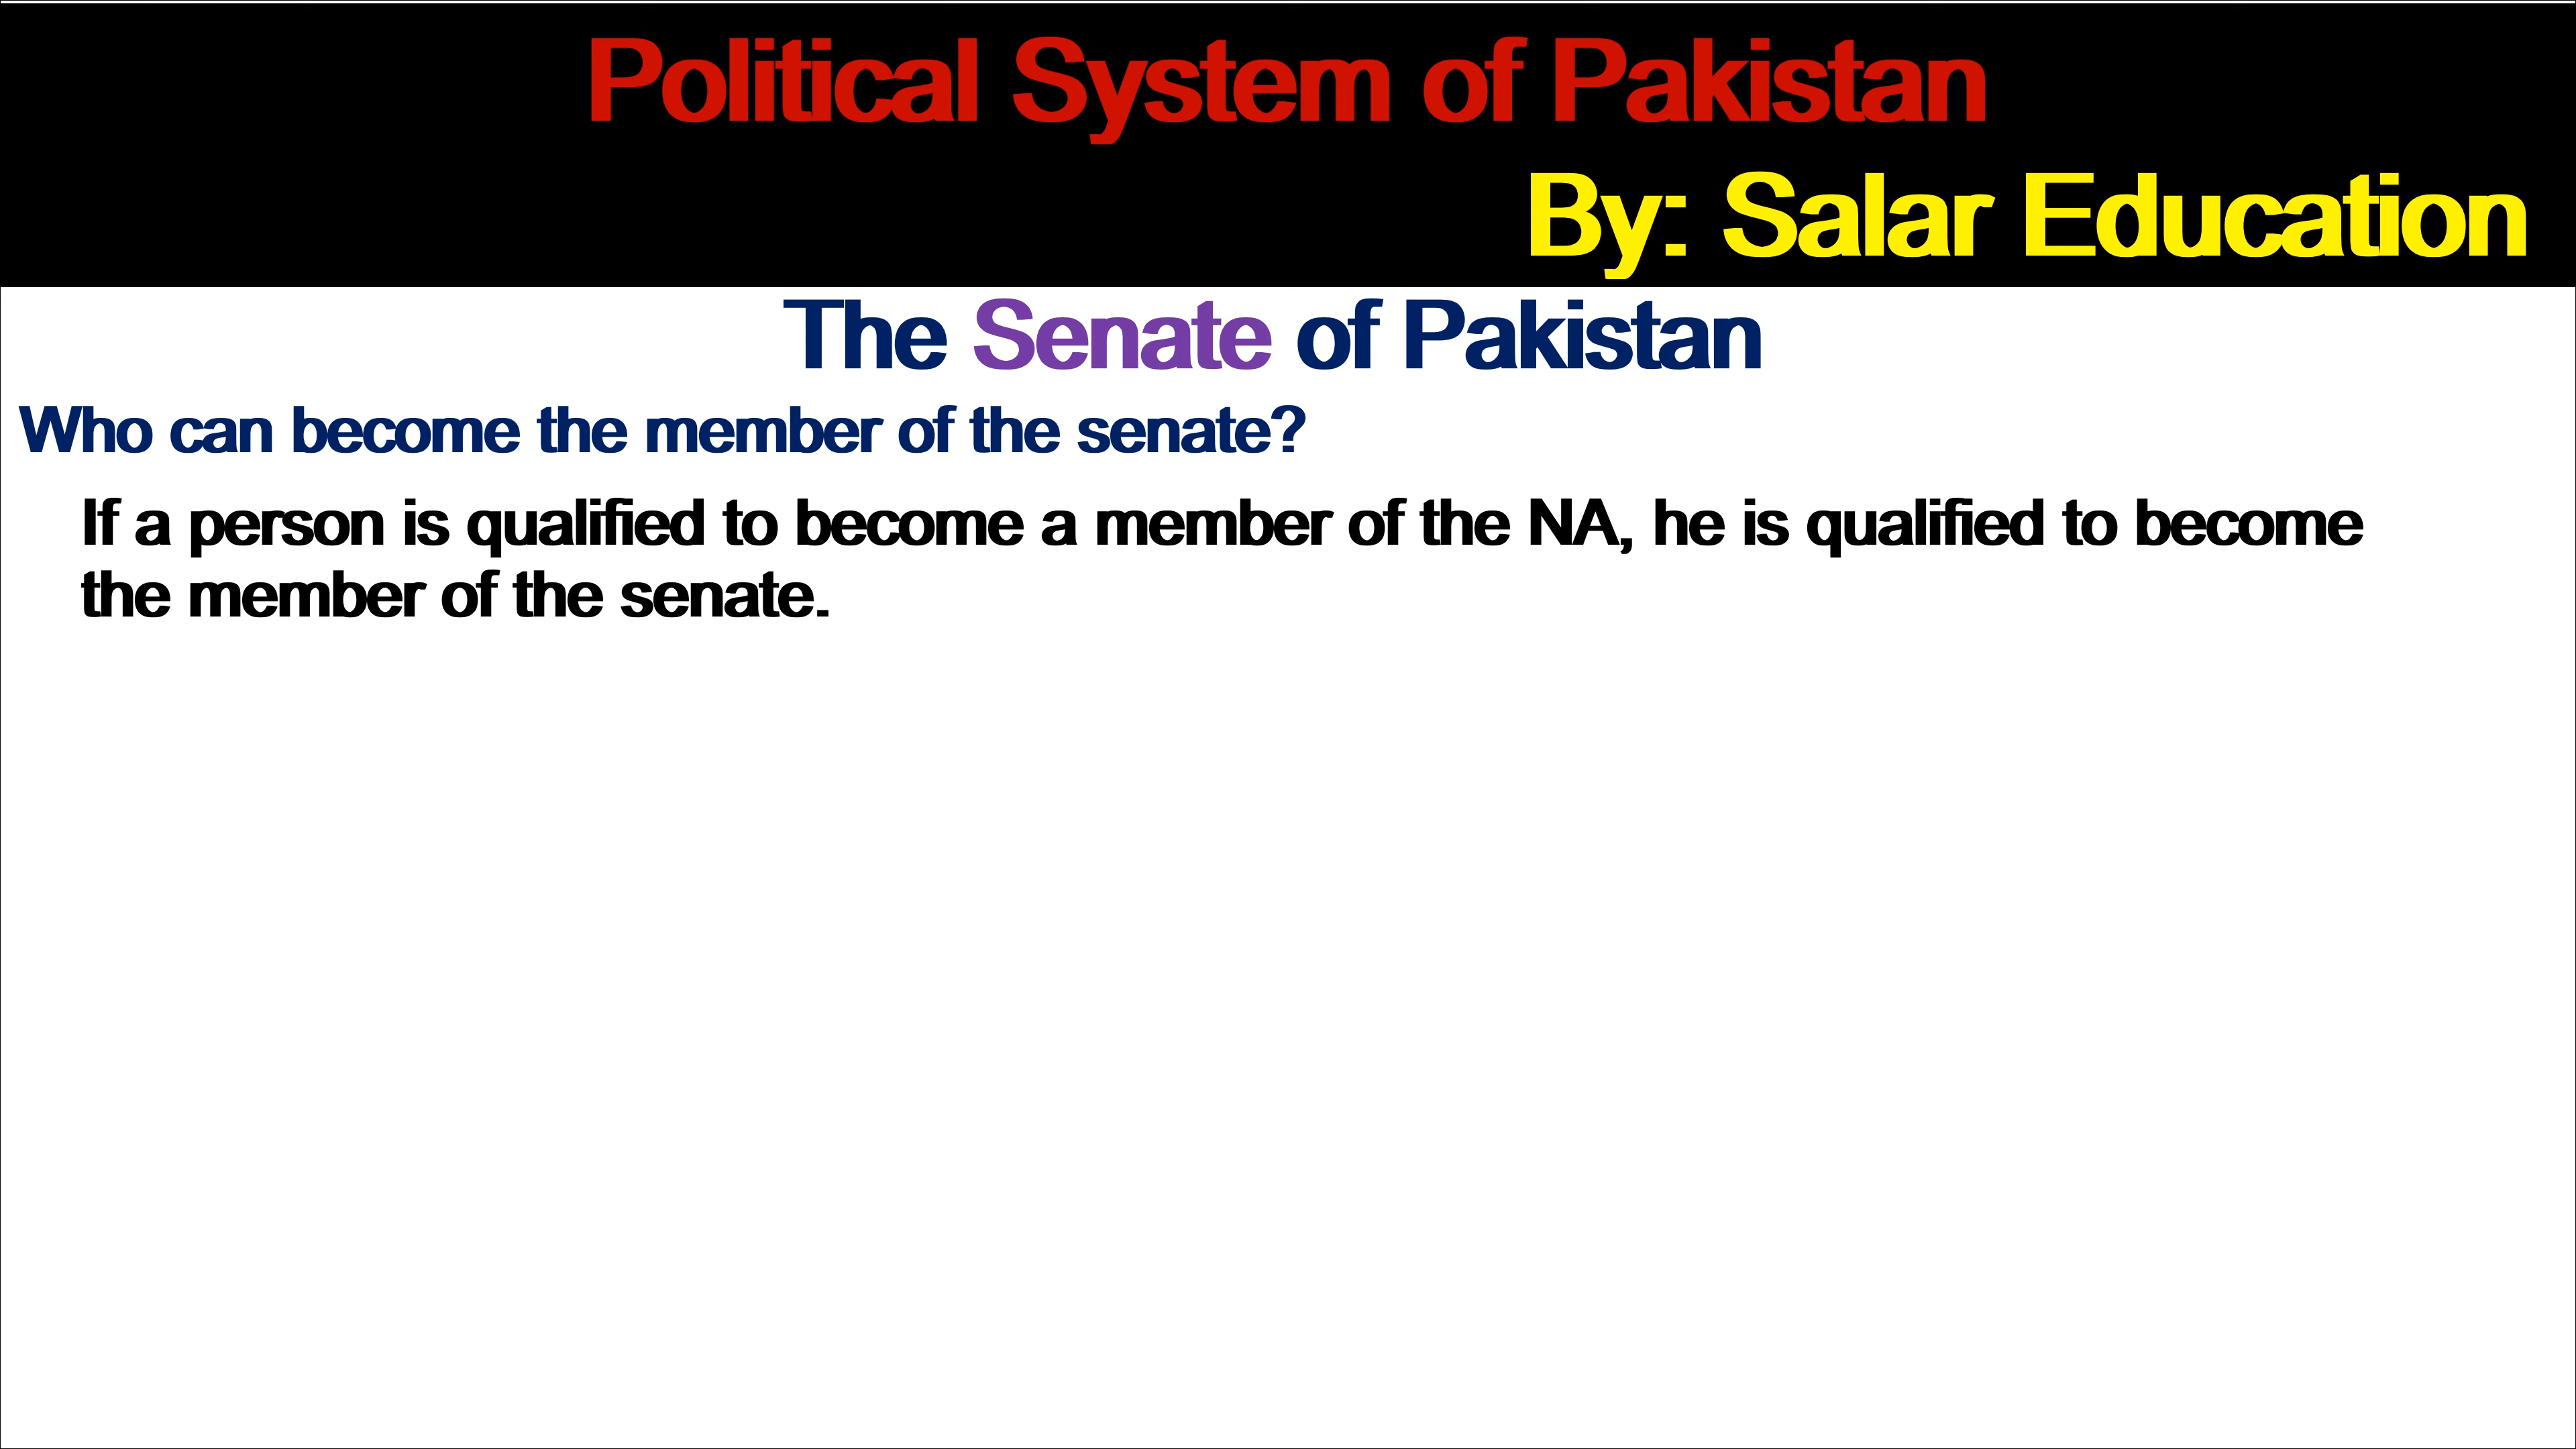 Political System of Pakistan
By: Salar Education
The Senate of Pakistan
Who can become the member of the senate?
If a person is qualified to become a member of the NA, he is qualified to become
the member of the senate.